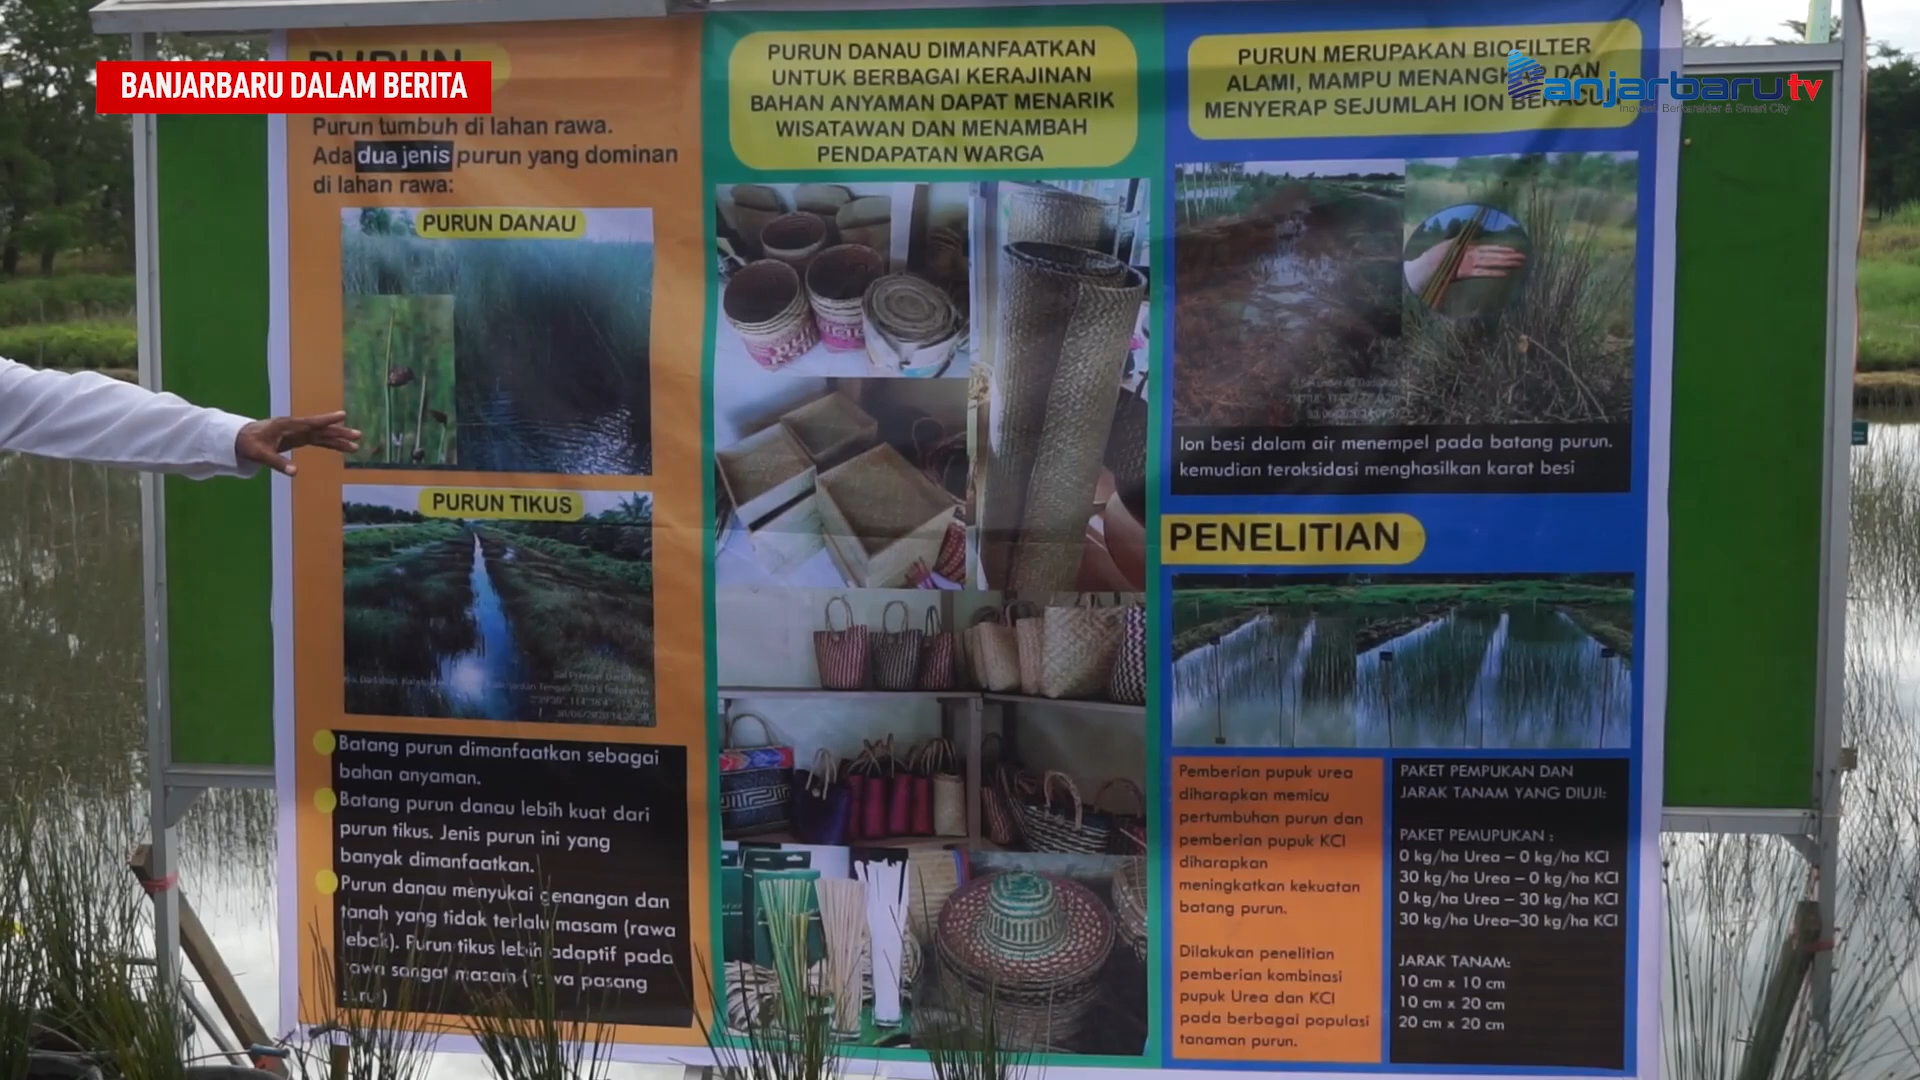 BANJARBARU DALAM BERITA
anjarbaru tv
PURUN
Purun tumbuh di lahan rawa.
Ada dua jenis purun yang dominan
di lahan rawa:
PURUN DANAU
PURUN TIKUS
Batang purun dimanfaatkan sebagai
bahan anyaman.
Batang purun danau lebih kuat dari
purun tikus. Jenis purun ini yang
banyak dimanfaatkan.
Purun danau menyukai genangan dan
tanah yang tidak terlalu masam (rawa
lebak). Purun tikus lebih adaptif pada
rawa sangat masam (rawa pasang
surut)
PURUN DANAU DIMANFAATKAN
UNTUK BERBAGAI KERAJINAN
BAHAN ANYAMAN DAPAT MENARIK
WISATAWAN DAN MENAMBAH
PENDAPATAN WARGA
PURUN MERUPAKAN BIOFILTER
ALAMI, MAMPU MENANGKAP DAN
MENYERAP SEJUMLAH ION BERACUN
Ion besi dalam air menempel pada batang purun.
kemudian teroksidasi menghasilkan karat besi
PENELITIAN
Pemberian pupuk urea
diharapkan memicu
pertumbuhan purun dan
pemberian pupuk KCl
diharapkan
meningkatkan kekuatan
batang purun.
Dilakukan penelitian
pemberian kombinasi
pupuk Urea dan KCl
pada berbagai populasi
tanaman purun.
PAKET PEMPUKAN DAN
JARAK TANAM YANG DIUJI:
PAKET PEMUPUKAN :
0 kg/ha Urea – 0 kg/ha KCl
30 kg/ha Urea – 0 kg/ha KCl
0 kg/ha Urea – 30 kg/ha KCl
30 kg/ha Urea–30 kg/ha KCl
JARAK TANAM:
10 cm x 10 cm
10 cm x 20 cm
20 cm x 20 cm